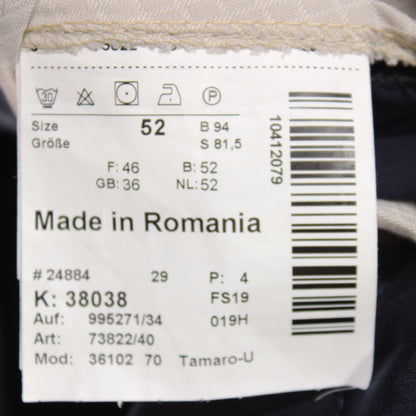 30 P
Size 52 B 94
Größe S 81,5
F: 46 B: 52
GB: 36 NL: 52
10412079
Made in Romania
# 24884 29 P: 4
K: 38038 FS19
Auf: 995271/34 019H
Art: 73822/40
Mod: 36102 70 Tamaro-U